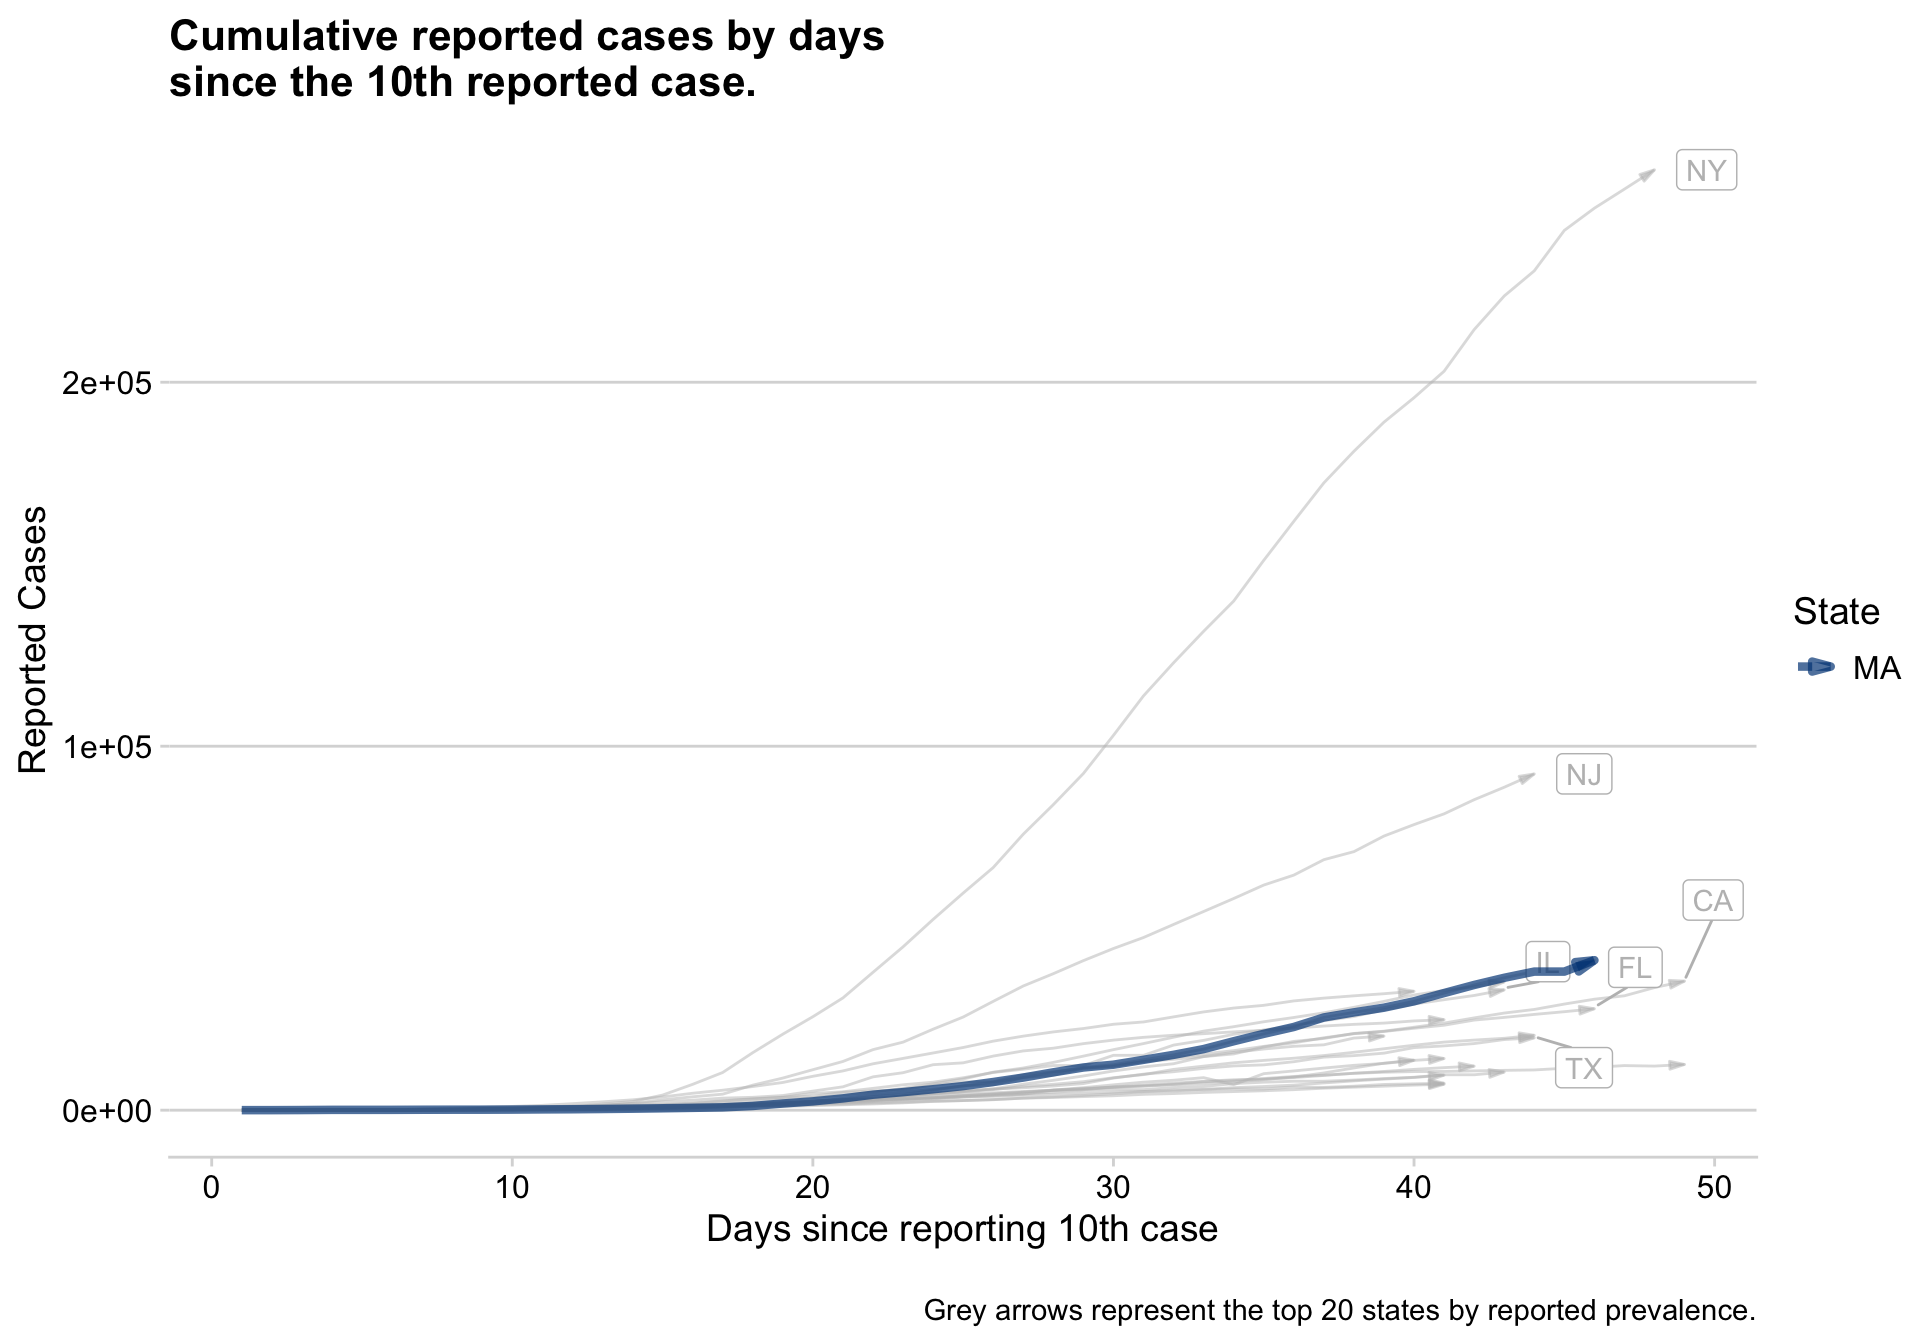 Cumulative reported cases by days
since the 10th reported case.
NY
2e+05
Reported Cases
State
MA
1e+05
NJ
CA
IL
FL
TX
0e+00
0 10 20 30 40 50
Days since reporting 10th case
Grey arrows represent the top 20 states by reported prevalence.